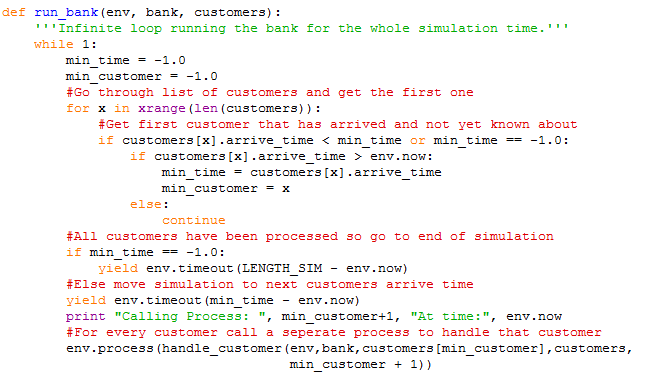 def run_bank(env, bank, customers):
    '''Infinite loop running the bank for the whole simulation time.'''
    while 1:
        min_time = -1.0
        min_customer = -1.0
        #Go through list of customers and get the first one
        for x in xrange(len(customers)):
            #Get first customer that has arrived and not yet known about
            if customers[x].arrive_time < min_time or min_time == -1.0:
                if customers[x].arrive_time > env.now:
                    min_time = customers[x].arrive_time
                    min_customer = x
                else:
                    continue
        #All customers have been processed so go to end of simulation
        if min_time == -1.0:
            yield env.timeout(LENGTH_SIM - env.now)
        #Else move simulation to next customers arrive time
        yield env.timeout(min_time - env.now)
        print "Calling Process: ", min_customer+1, "At time:", env.now
        #For every customer call a seperate process to handle that customer
        env.process(handle_customer(env,bank,customers[min_customer],customers,
                                    min_customer + 1))